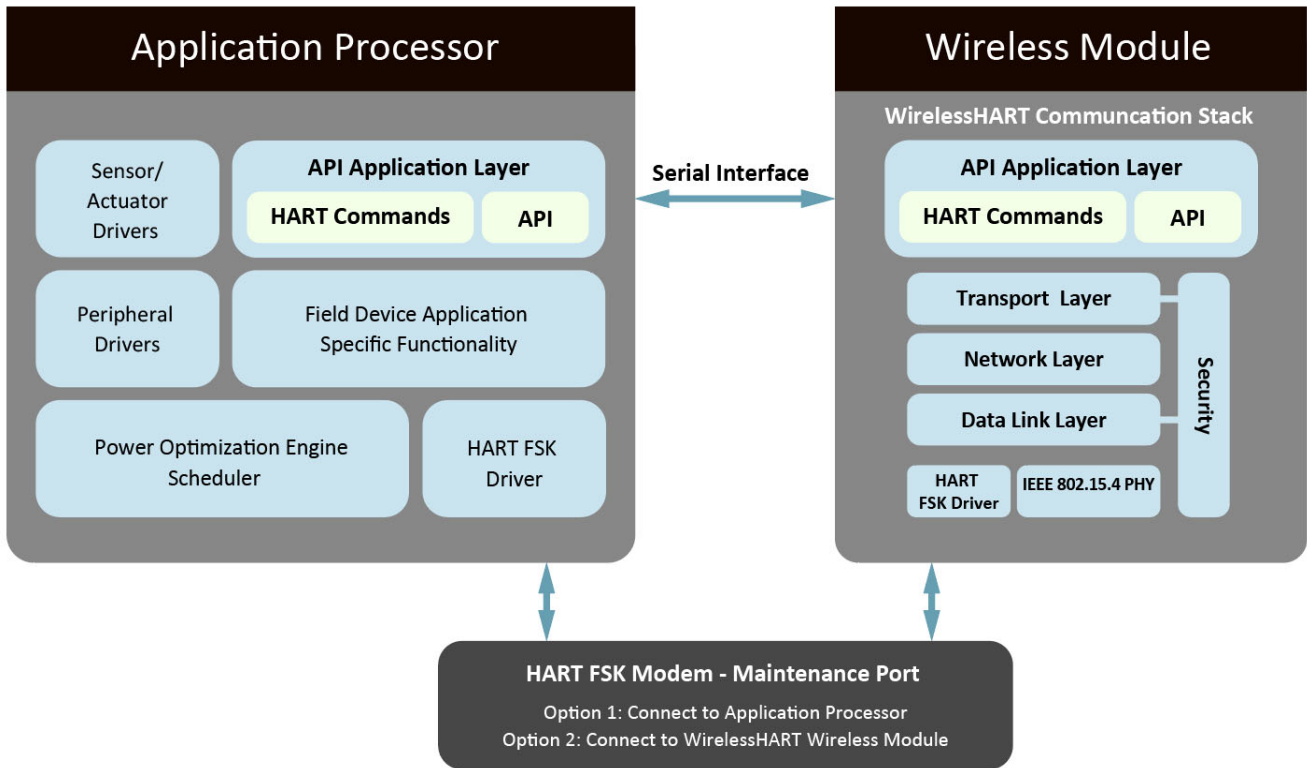 Application Processor
Sensor/
Actuator
Drivers
API Application Layer
HART Commands
API
Peripheral
Drivers
Field Device Application
Specific Functionality
Power Optimization Engine
Scheduler
HART FSK
Driver
Serial Interface
Wireless Module
WirelessHART Communcation Stack
API Application Layer
HART Commands
API
Transport Layer
Network Layer
Data Link Layer
HART
FSK Driver
IEEE 802.15.4 PHY
Security
HART FSK Modem - Maintenance Port
Option 1: Connect to Application Processor
Option 2: Connect to WirelessHART Wireless Module